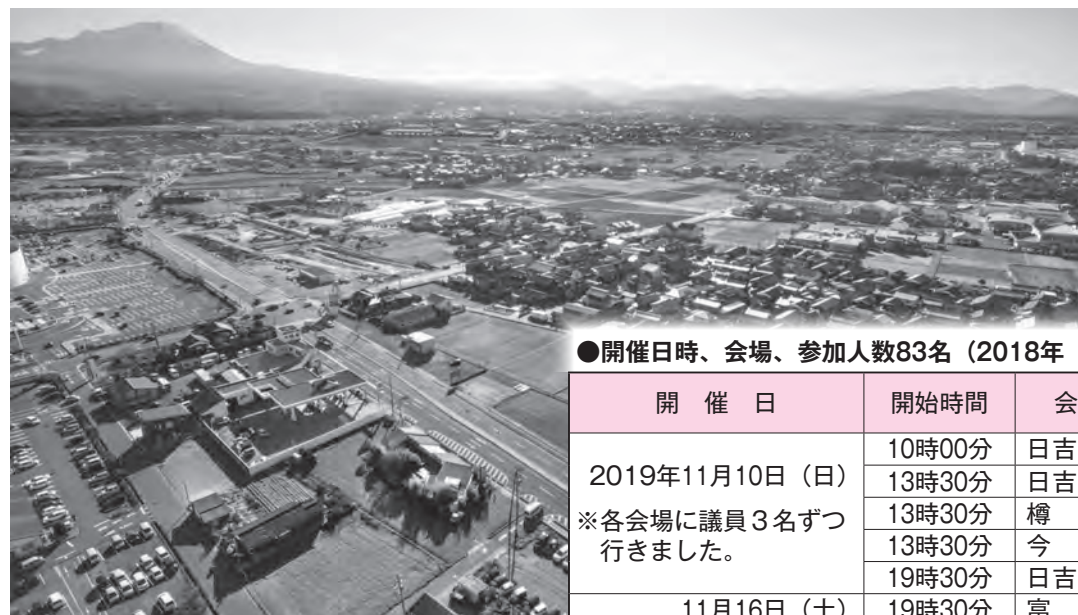 ●開催日時、会場、参加人数83名（2018年
開　催　日
開始時間
会
2019年11月10日（日）
※各会場に議員３名ずつ
行きました。
10時00分
日吉
13時30分
日吉
13時30分
樽
13時30分
今
19時30分
日吉
11月16日（土）
19時30分
富